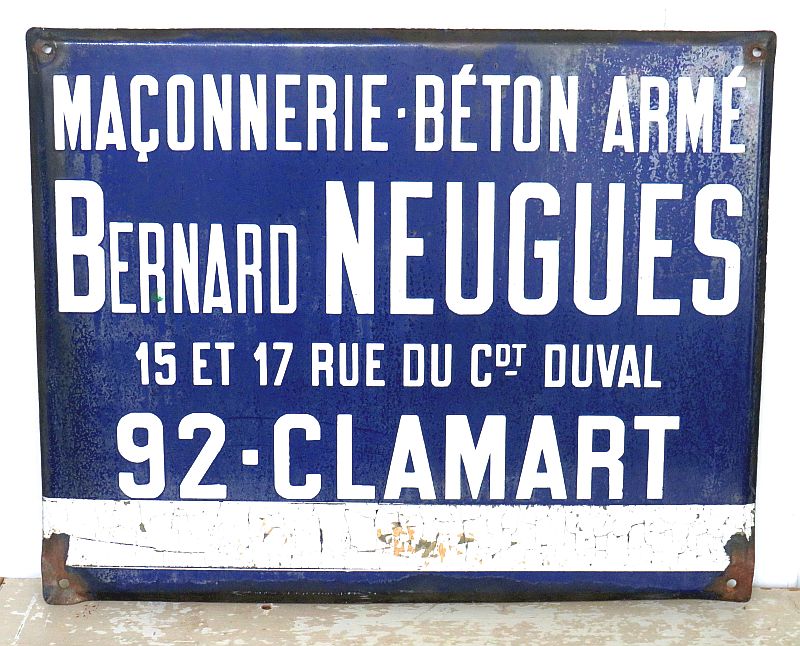 MAÇONNERIE · BÉTON ARMÉ
BERNARD NEUGUES
15 ET 17 RUE DU CDT DUVAL
92 · CLAMART